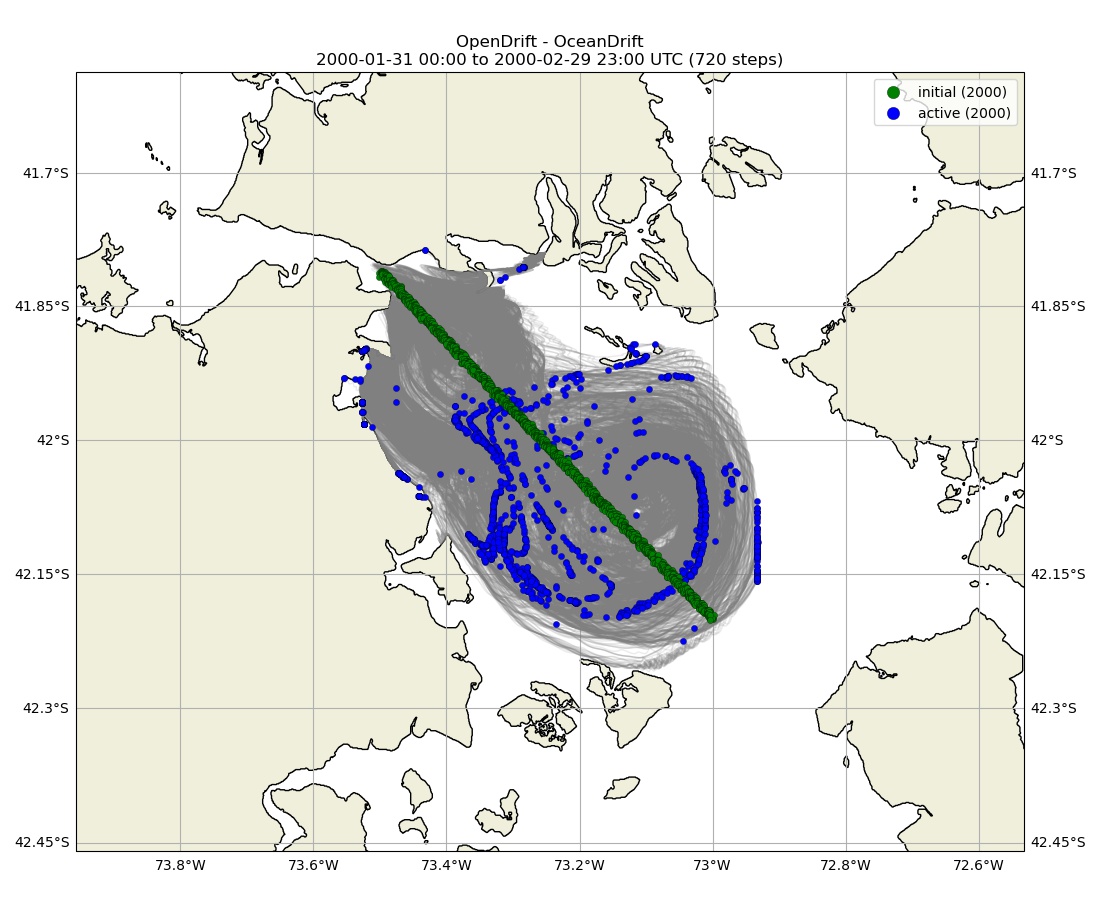 OpenDrift - OceanDrift
2000-01-31 00:00 to 2000-02-29 23:00 UTC (720 steps)
initial (2000)
active (2000)
41.7°S 41.7°S
41.85°S 41.85°S
42°S 42°S
42.15°S 42.15°S
42.3°S 42.3°S
42.45°S 42.45°S
73.8°W 73.6°W 73.4°W 73.2°W 73°W 72.8°W 72.6°W